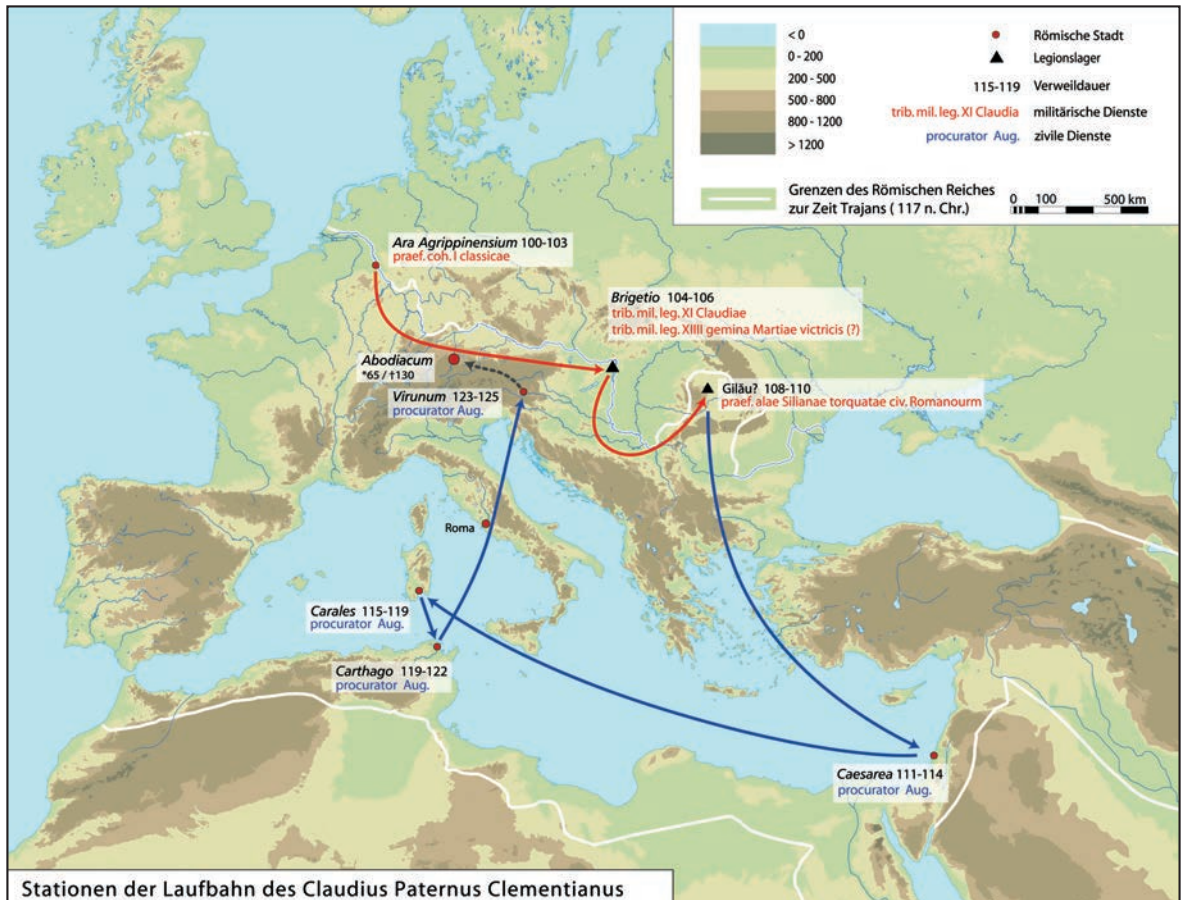 < 0
0 - 200
200 - 500
500 - 800
800 - 1200
> 1200
Römische Stadt
Legionslager
115-119 Verweildauer
trib. mil. leg. XI Claudia militärische Dienste
procurator Aug. zivile Dienste
Grenzen des Römischen Reiches
zur Zeit Trajans ( 117 n. Chr.)
0 100 500 km
Ara Agrippinensium 100-103
praef. coh. I classicae
Brigetio 104-106
trib. mil. leg. XI Claudiae
trib. mil. leg. XIIII gemina Martiae victricis (?)
Abodiacum
*65 / †130
Virunum 123-125
procurator Aug.
Gilău? 108-110
praef. alae Silianae torquatae civ. Romanourm
Roma
Carales 115-119
procurator Aug.
Carthago 119-122
procurator Aug.
Caesarea 111-114
procurator Aug.
Stationen der Laufbahn des Claudius Paternus Clementianus